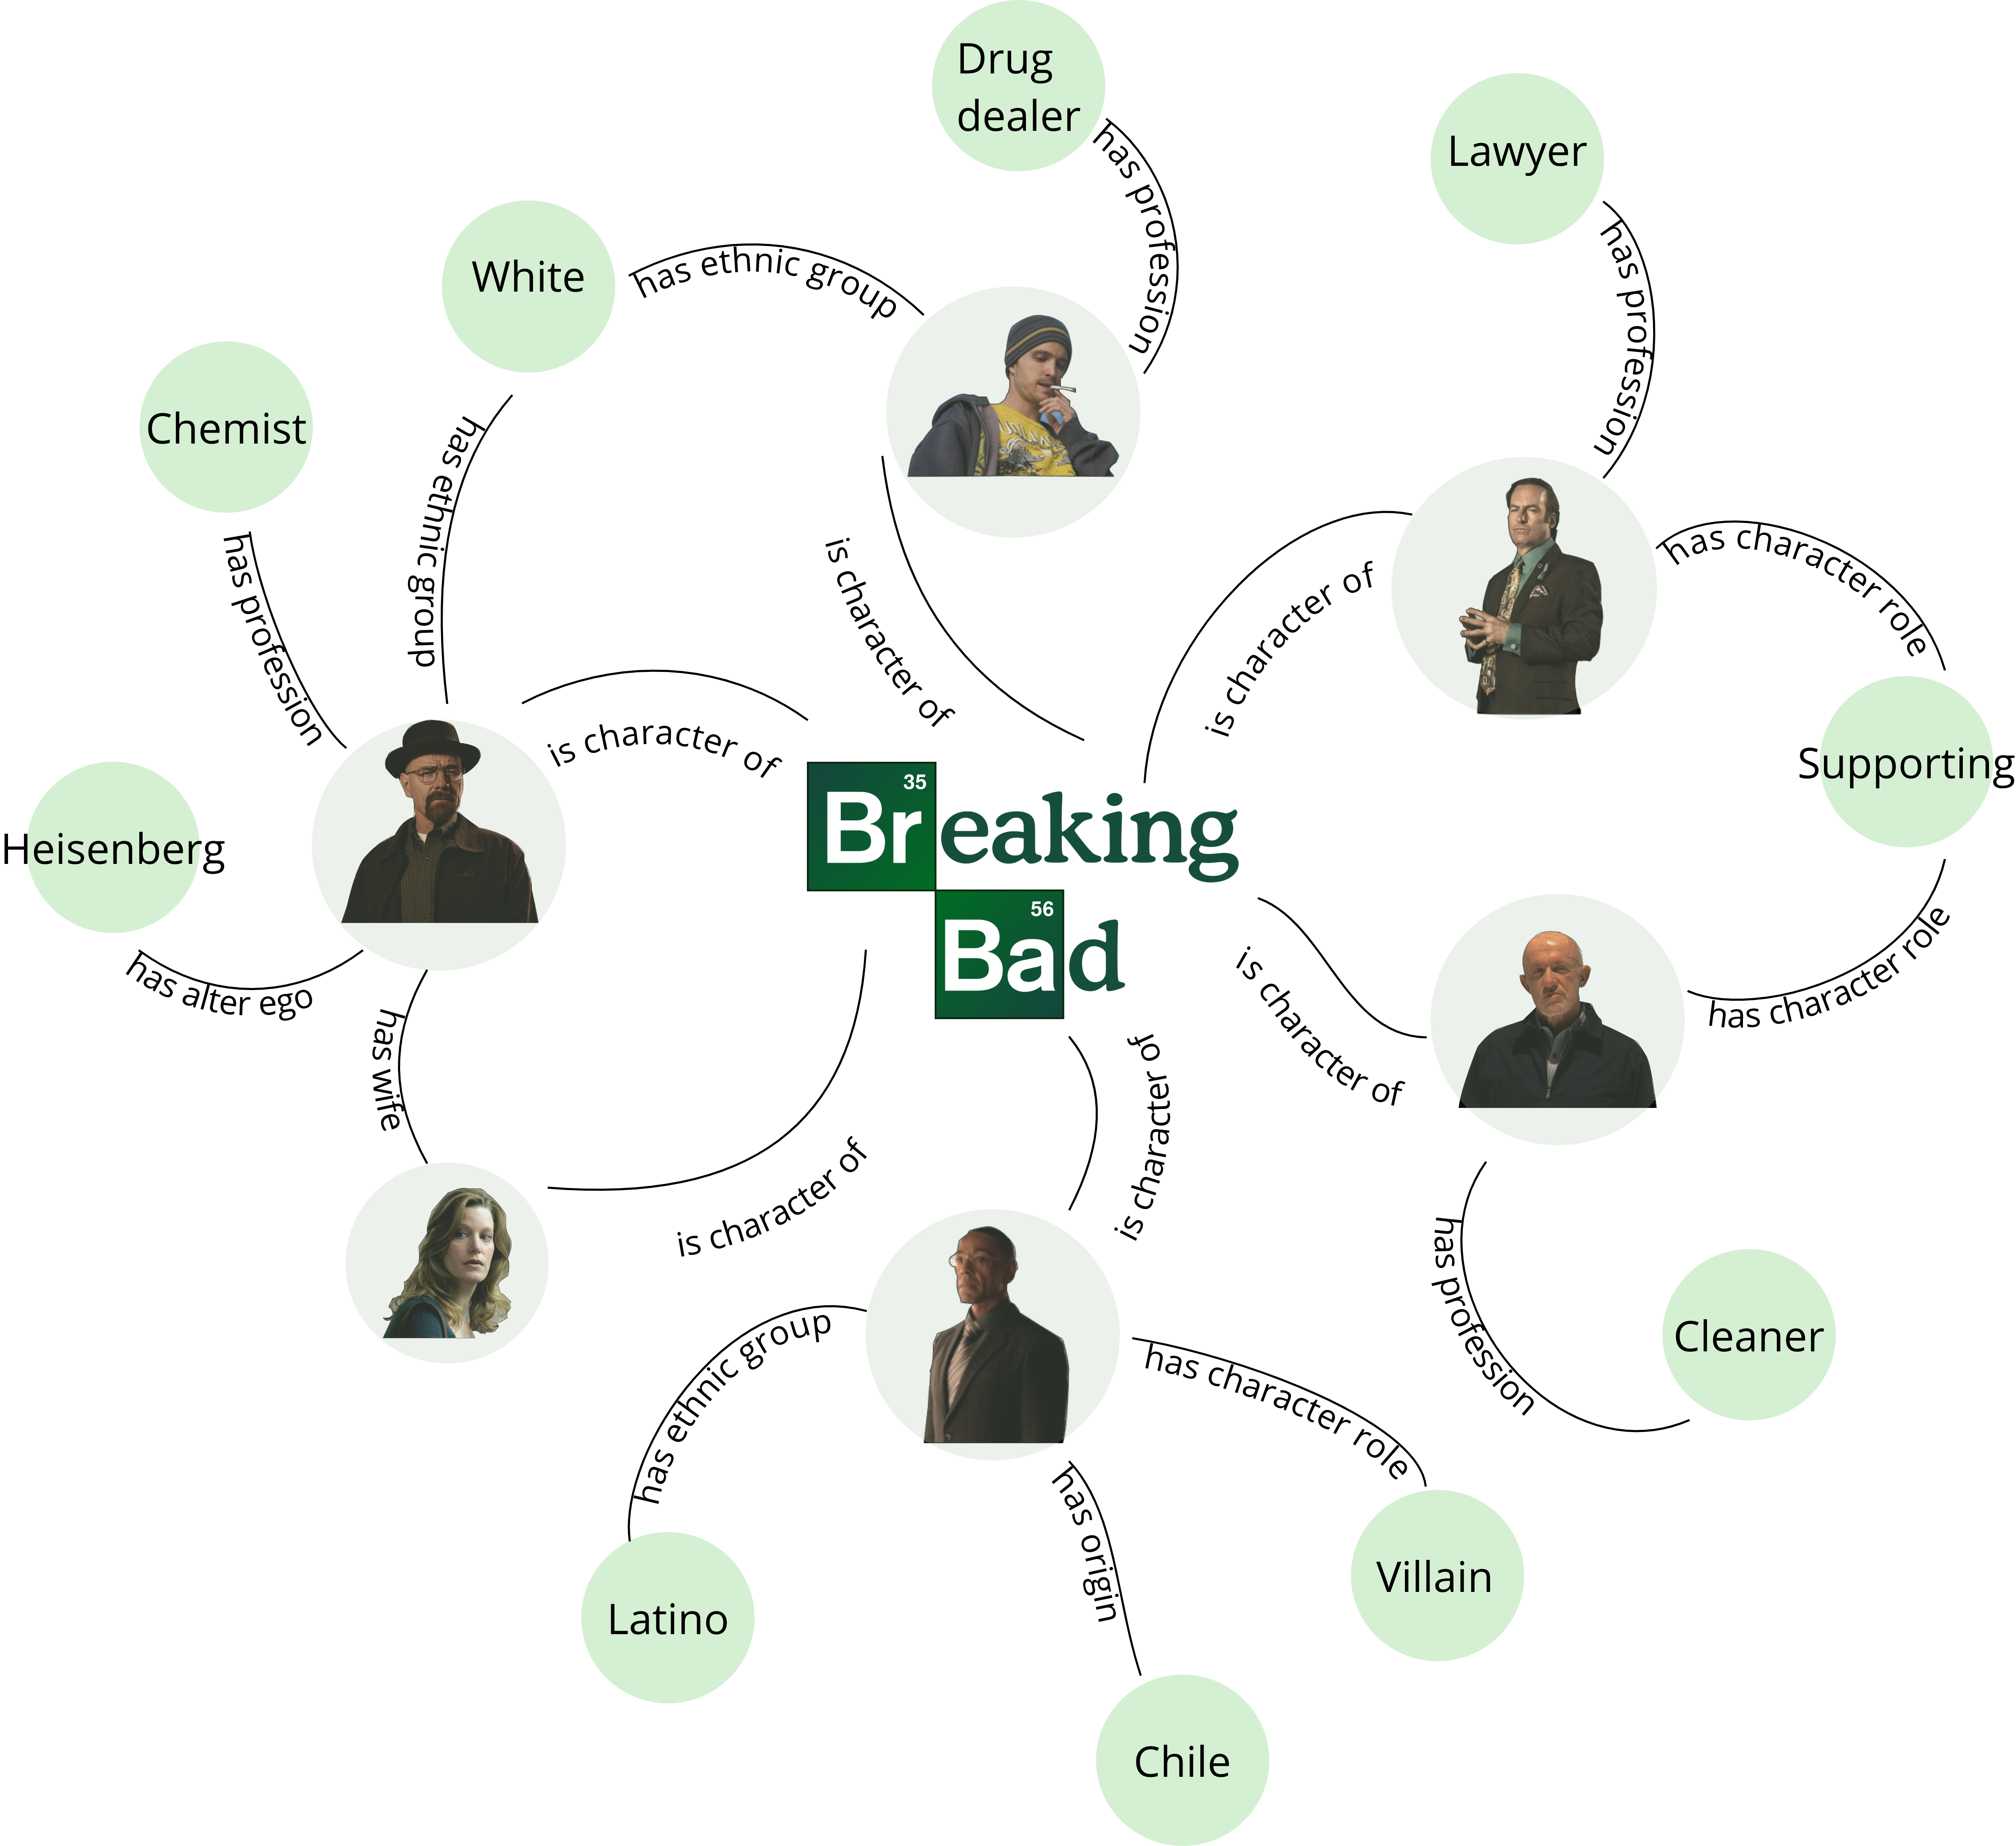 Drug
dealer
Lawyer
has profession
has profession
White
has ethnic group
Chemist
has ethnic group
has profession
is character of
is character of
has character role
is character of
Supporting
Heisenberg
35
Breaking
56
Bad
has alter ego
has wife
is character of
is character of
is character of
has character role
has profession
Cleaner
has ethnic group
has character role
has origin
Villain
Latino
Chile